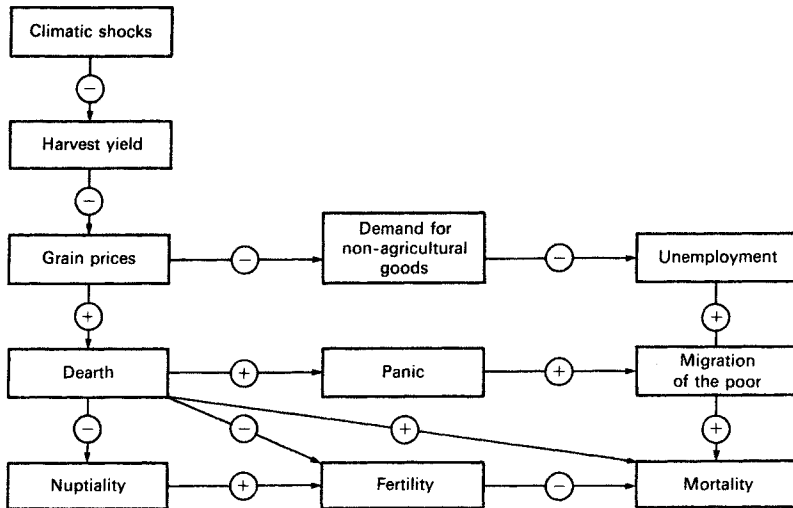 Climatic shocks
−
Harvest yield
−
Grain prices
−
Demand for
non-agricultural
goods
−
Unemployment
+
+
Dearth
+
Panic
+
Migration
of the poor
−
−
+
+
Nuptiality
+
Fertility
−
Mortality